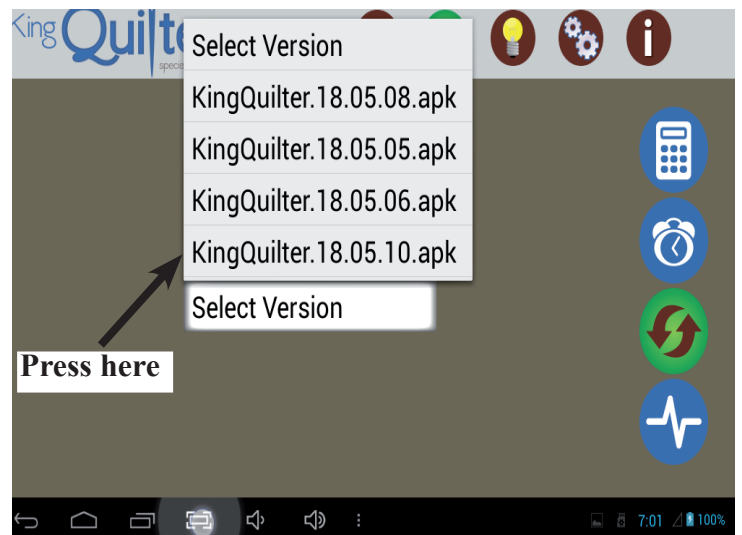 King
Select Version
KingQuilter.18.05.08.apk
KingQuilter.18.05.05.apk
KingQuilter.18.05.06.apk
KingQuilter.18.05.10.apk
Select Version
Press here
7:01
100%